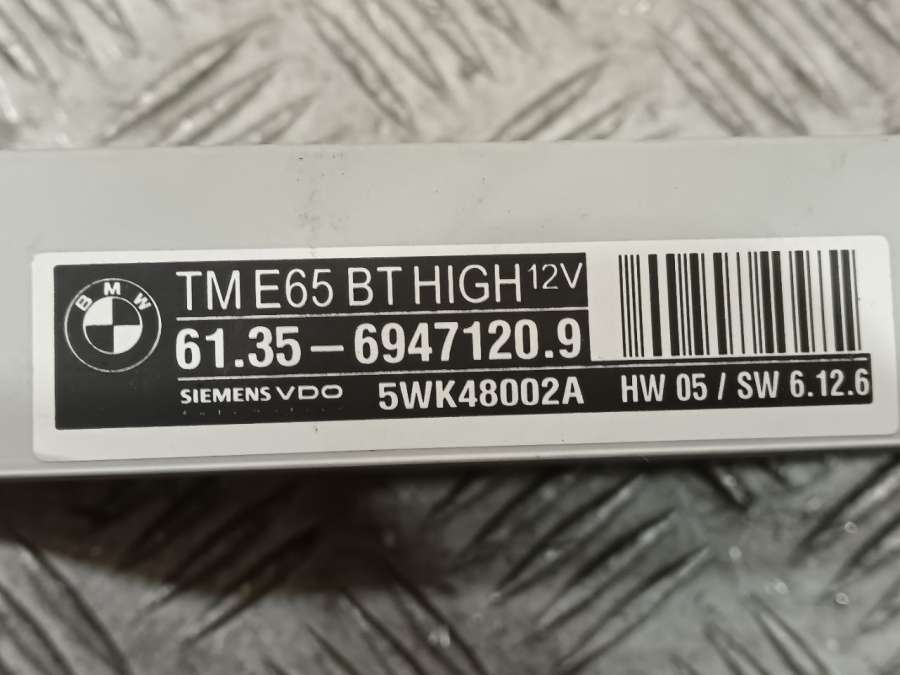 BMW
TM E65 BT HIGH 12V
61.35 – 6947120.9
SIEMENS VDO 5WK48002A HW 05 / SW 6.12.6